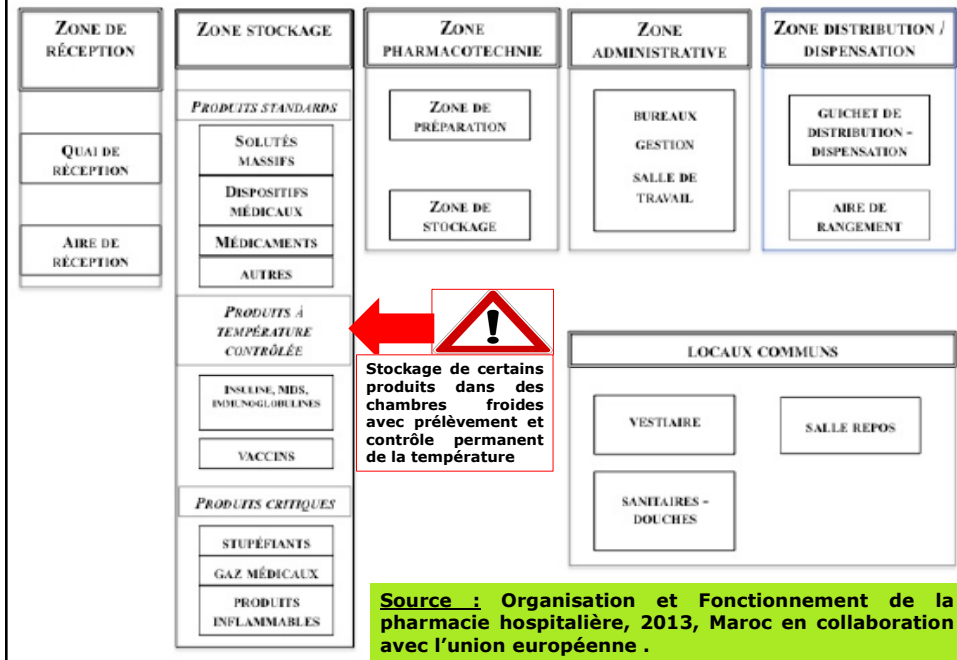 ZONE DE
RÉCEPTION
QUAI DE
RÉCEPTION
AIRE DE
RÉCEPTION
ZONE STOCKAGE
PRODUITS STANDARDS
SOLUTÉS
MASSIFS
DISPOSITIFS
MÉDICAUX
MÉDICAMENTS
AUTRES
PRODUITS À
TEMPÉRATURE
CONTRÔLÉE
INSULINE, MDS,
IMMUNOGLOBULINES
VACCINS
PRODUITS CRITIQUES
STUPÉFIANTS
GAZ MÉDICAUX
PRODUITS
INFLAMMABLES
ZONE
PHARMACOTECHNIE
ZONE DE
PRÉPARATION
ZONE DE
STOCKAGE
ZONE
ADMINISTRATIVE
BUREAUX
GESTION
SALLE DE
TRAVAIL
ZONE DISTRIBUTION /
DISPENSATION
GUICHET DE
DISTRIBUTION -
DISPENSATION
AIRE DE
RANGEMENT
!
Stockage de certains
produits dans des
chambres froides
avec prélèvement et
contrôle permanent
de la température
LOCAUX COMMUNS
VESTIAIRE
SALLE REPOS
SANITAIRES -
DOUCHES
Source : Organisation et Fonctionnement de la
pharmacie hospitalière, 2013, Maroc en collaboration
avec l'union européenne .